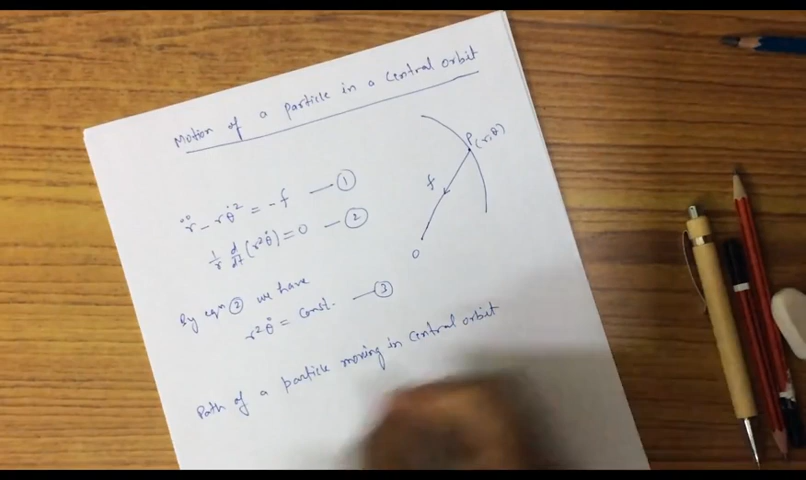 Motion of a particle in a central orbit
r̈ - rθ̇² = -f — ①
1/r d/dt (r²θ̇) = 0 — ②
P(r,θ)
f
O
By eqⁿ ② we have
r²θ̇ = const. — ③
Path of a particle moving in central orbit